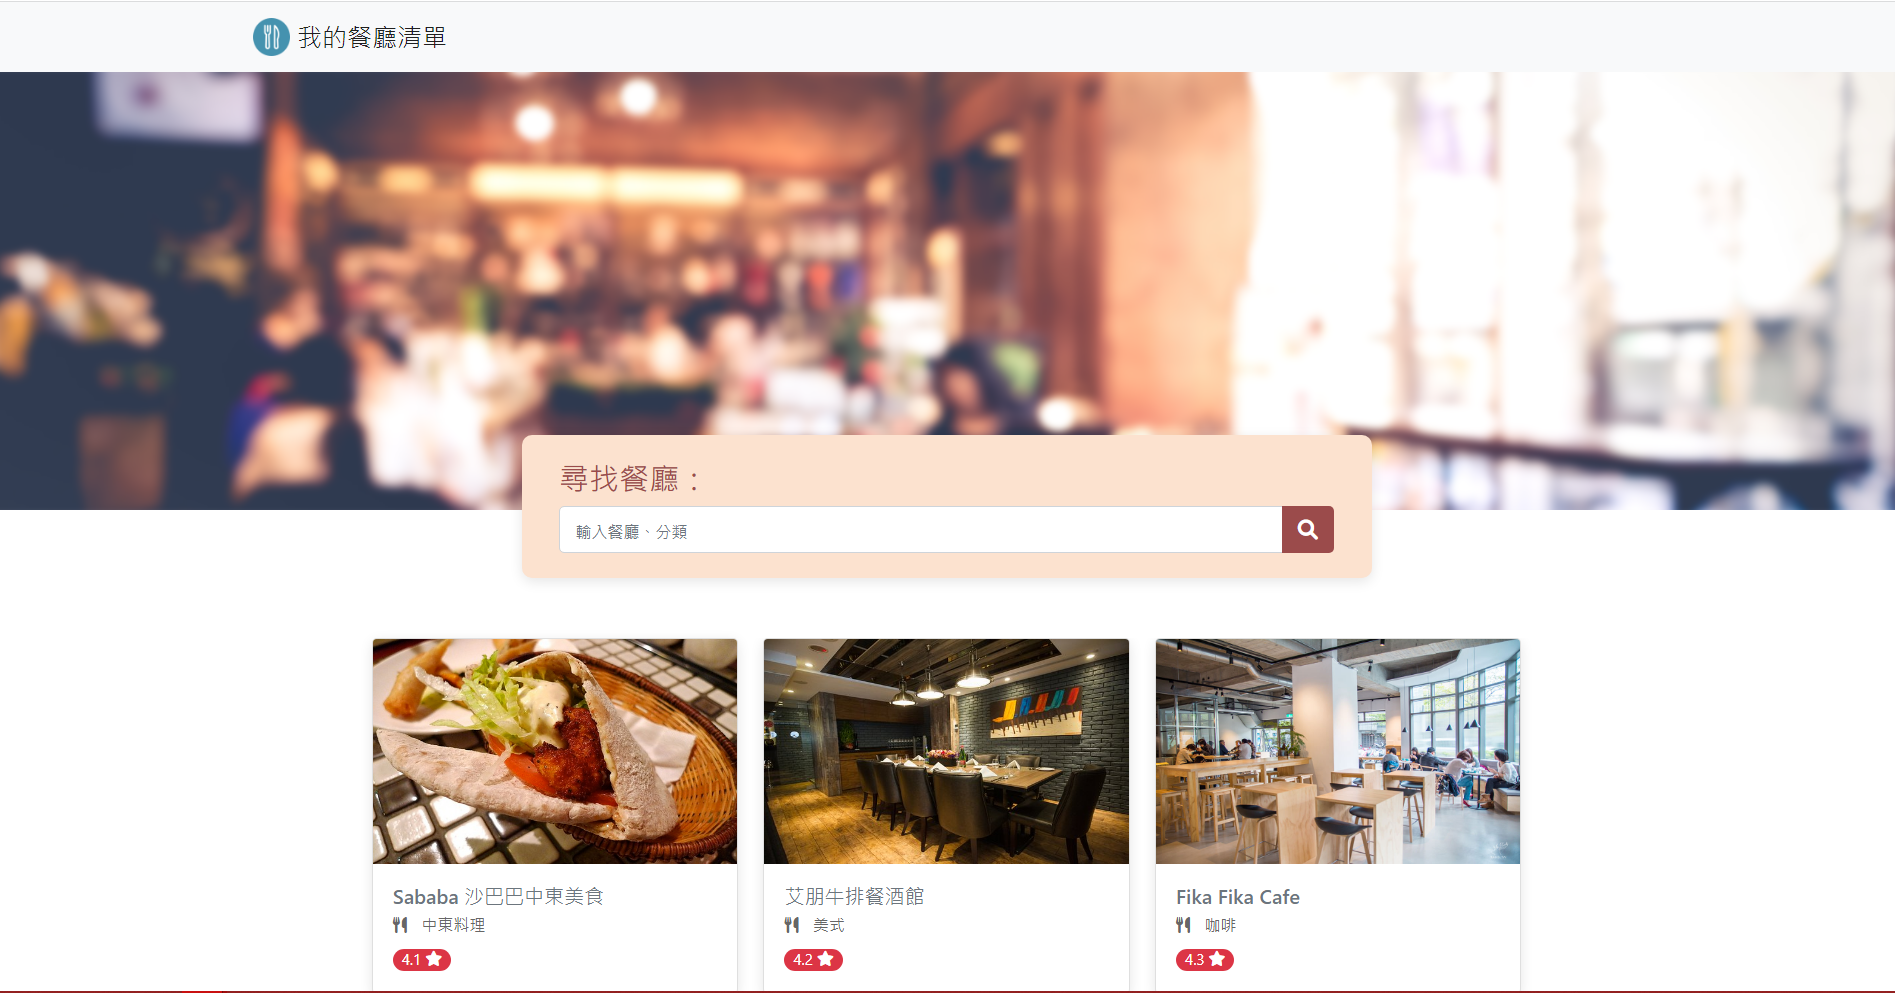 我的餐廳清單
尋找餐廳：
輸入餐廳、分類
Sababa 沙巴巴中東美食
中東料理
4.1
艾朋牛排餐酒館
美式
4.2
Fika Fika Cafe
咖啡
4.3